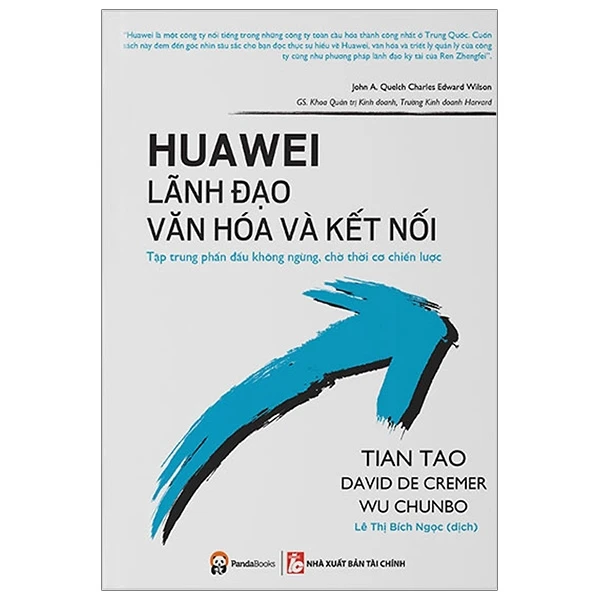 "Huawei là một công ty nổi tiếng trong những công ty toàn cầu hóa thành công nhất ở Trung Quốc. Cuốn
sách này đem đến góc nhìn sâu sắc cho bạn đọc thực sự hiểu về Huawei, văn hóa và triết lý quản lý của công
ty cũng như phương pháp lãnh đạo kỳ tài của Ren Zhengfei".
John A. Quelch Charles Edward Wilson
GS. Khoa Quản trị Kinh doanh, Trường Kinh doanh Harvard
HUAWEI
LÃNH ĐẠO
VĂN HÓA VÀ KẾT NỐI
Tập trung phấn đấu không ngừng, chờ thời cơ chiến lược
TIAN TAO
DAVID DE CREMER
WU CHUNBO
Lê Thị Bích Ngọc (dịch)
PandaBooks
NHÀ XUẤT BẢN TÀI CHÍNH